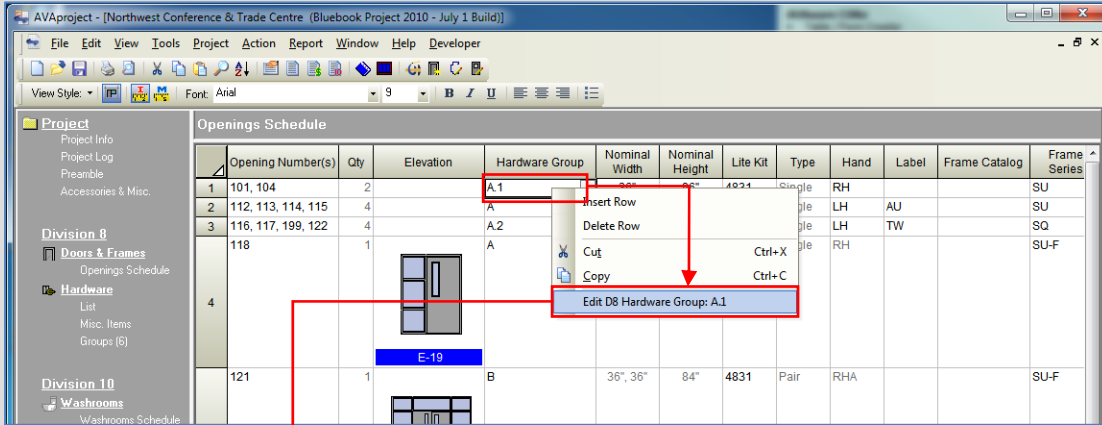 AVAproject - [Northwest Conference & Trade Centre (Bluebook Project 2010 - July 1 Build)]
File Edit View Tools Project Action Report Window Help Developer
View Style: Font: Arial 9 B I U
Project
Project Info
Project Log
Preamble
Accessories & Misc.
Division 8
Doors & Frames
Openings Schedule
Hardware
List
Misc. Items
Groups (6)
Division 10
Washrooms
Washrooms Schedule
Openings Schedule
Opening Number(s) Qty Elevation Hardware Group Nominal Width Nominal Height Lite Kit Type Hand Label Frame Catalog Frame Series
1 101, 104 2 A.1 4831 Single RH SU
2 112, 113, 114, 115 4 A LH AU SU
3 116, 117, 199, 122 4 A.2 LH TW SQ
4 118 1 A RH SU-F
E-19
121 1 B 36", 36" 84" 4831 Pair RHA SU-F
Insert Row
Delete Row
Cut Ctrl+X
Copy Ctrl+C
Edit D8 Hardware Group: A.1